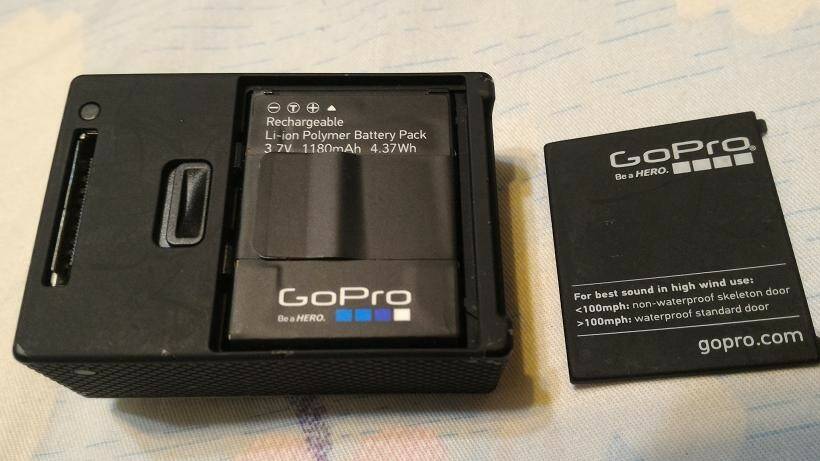 Rechargeable
Li-ion Polymer Battery Pack
3.7V 1180mAh 4.37Wh
GoPro
Be a HERO.
GoPro®
Be a HERO.
For best sound in high wind use:
<100mph: non-waterproof skeleton door
>100mph: waterproof standard door
gopro.com